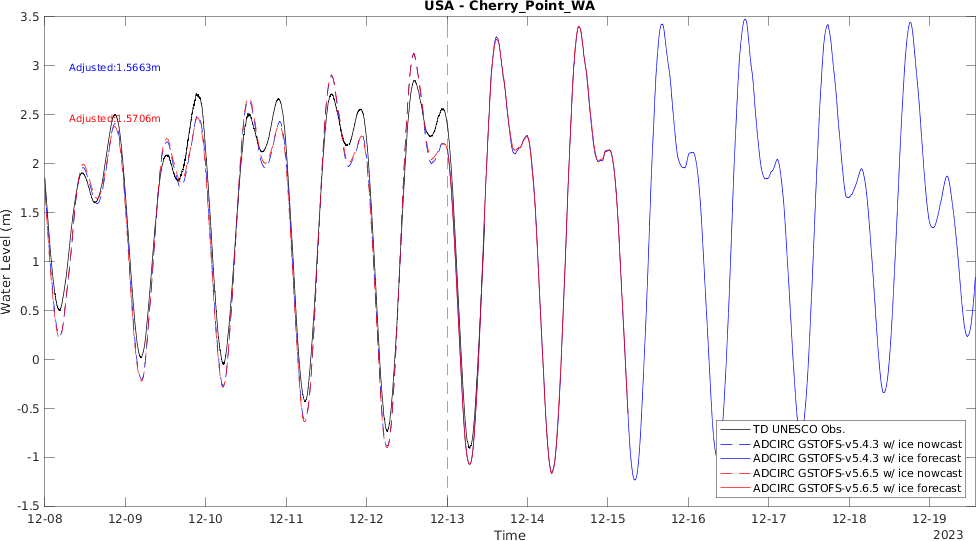 USA - Cherry_Point_WA
3.5
3
2.5
2
1.5
1
0.5
0
-0.5
-1
-1.5
Water Level (m)
Adjusted:1.5663m
Adjusted:1.5706m
TD UNESCO Obs.
ADCIRC GSTOFS-v5.4.3 w/ ice nowcast
ADCIRC GSTOFS-v5.4.3 w/ ice forecast
ADCIRC GSTOFS-v5.6.5 w/ ice nowcast
ADCIRC GSTOFS-v5.6.5 w/ ice forecast
12-08 12-09 12-10 12-11 12-12 12-13 12-14 12-15 12-16 12-17 12-18 12-19
Time
2023